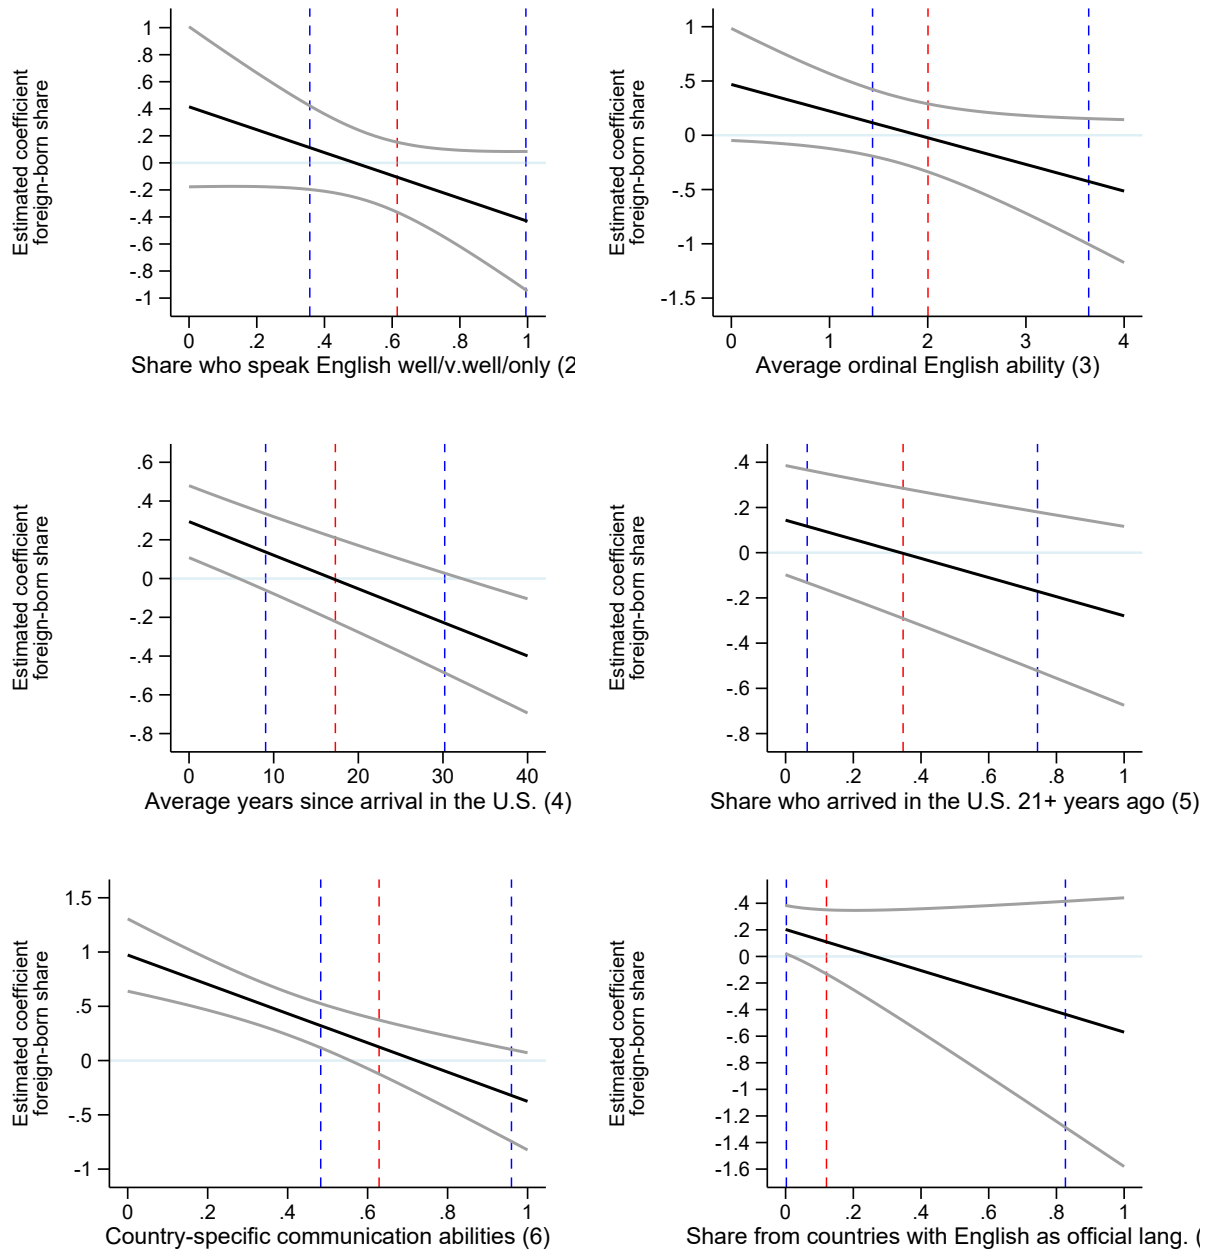 Estimated coefficient
foreign-born share
1
.8
.6
.4
.2
0
-.2
-.4
-.6
-.8
-1
0 .2 .4 .6 .8 1
Share who speak English well/v.well/only (2
Estimated coefficient
foreign-born share
1
.5
0
-.5
-1
-1.5
0 1 2 3 4
Average ordinal English ability (3)
Estimated coefficient
foreign-born share
.6
.4
.2
0
-.2
-.4
-.6
-.8
0 10 20 30 40
Average years since arrival in the U.S. (4)
Estimated coefficient
foreign-born share
.4
.2
0
-.2
-.4
-.6
-.8
0 .2 .4 .6 .8 1
Share who arrived in the U.S. 21+ years ago (5)
Estimated coefficient
foreign-born share
1.5
1
.5
0
-.5
-1
0 .2 .4 .6 .8 1
Country-specific communication abilities (6)
Estimated coefficient
foreign-born share
.4
.2
0
-.2
-.4
-.6
-.8
-1
-1.2
-1.4
-1.6
0 .2 .4 .6 .8 1
Share from countries with English as official lang. (